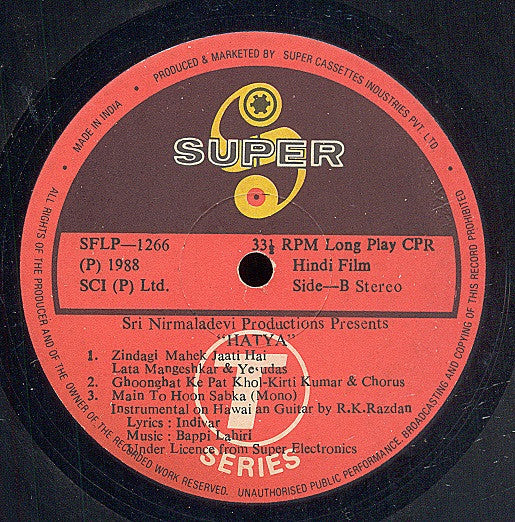 PRODUCED & MARKETED BY • SUPER CASSETTES INDUSTRIES PVT. LTD.
MADE IN INDIA •
SUPER
SFLP—1266 33⅓ RPM Long Play CPR
(P) 1988 Hindi Film
SCI (P) Ltd. Side—B Stereo
Sri Nirmaladevi Productions Presents
"HATYA"
1. Zindagi Mahek Jaati Hai
Lata Mangeshkar & Yesudas
2. Ghoonghat Ke Pat Khol-Kirti Kumar & Chorus
3. Main To Hoon Sabka (Mono)
Instrumental on Hawaian Guitar by R.K.Razdan
Lyrics : Indivar
Music : Bappi Lahiri
Under Licence from Super Electronics
T
SERIES
ALL RIGHTS OF THE PRODUCER AND OF THE OWNER OF THE RECORDED WORK RESERVED. UNAUTHORISED PUBLIC PERFORMANCE, BROADCASTING AND COPYING OF THIS RECORD PROHIBITED •